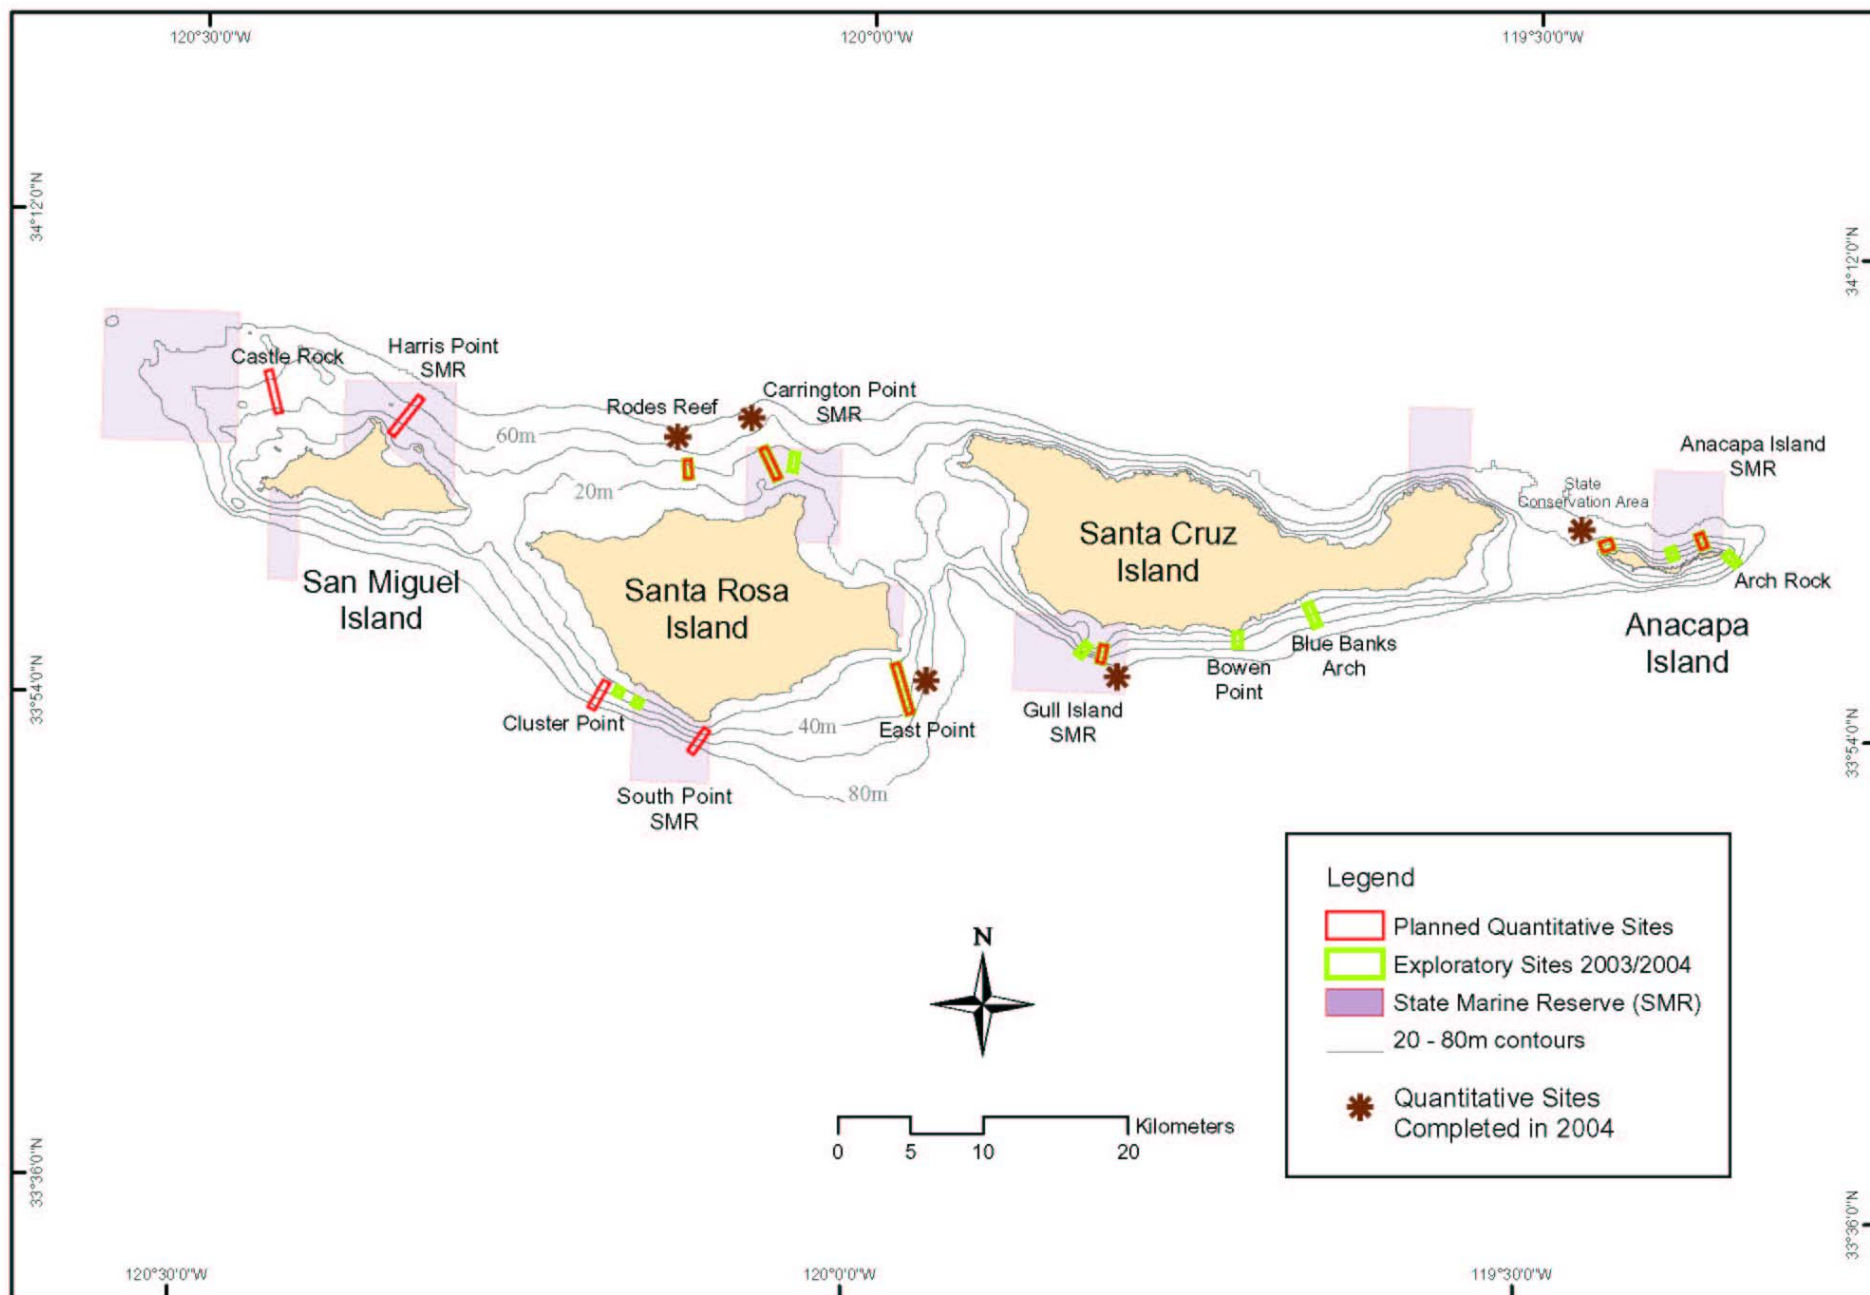 120°30'0"W
120°0'0"W
119°30'0"W
34°12'0"N
34°12'0"N
Castle Rock
Harris Point
SMR
Rodes Reef
Carrington Point
SMR
60m
20m
Anacapa Island
SMR
State
Conservation Area
Santa Cruz
Island
San Miguel
Island
Santa Rosa
Island
Arch Rock
Anacapa
Island
Blue Banks
Arch
Bowen
Point
Gull Island
SMR
Cluster Point
40m
East Point
80m
South Point
SMR
33°54'0"N
33°54'0"N
Legend
Planned Quantitative Sites
Exploratory Sites 2003/2004
State Marine Reserve (SMR)
20 - 80m contours
Quantitative Sites
Completed in 2004
N
Kilometers
0 5 10 20
33°36'0"N
33°36'0"N
120°30'0"W
120°0'0"W
119°30'0"W